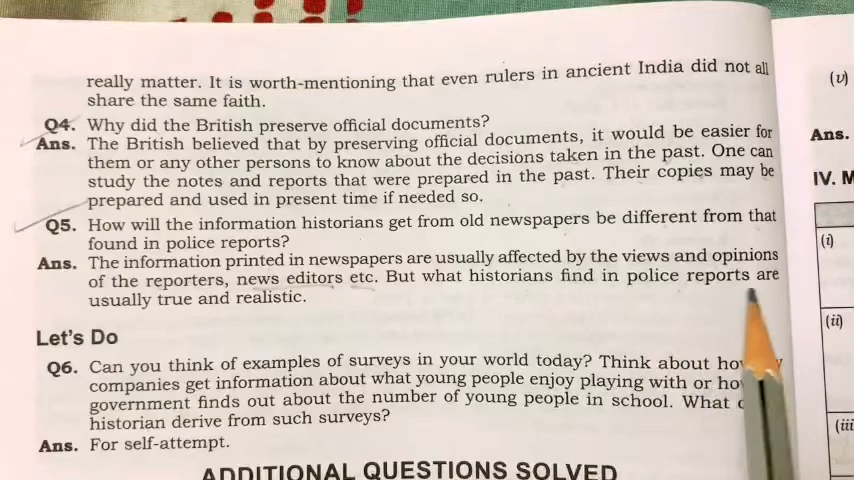 really matter. It is worth-mentioning that even rulers in ancient India did not all
share the same faith.
Q4. Why did the British preserve official documents?
Ans. The British believed that by preserving official documents, it would be easier for
them or any other persons to know about the decisions taken in the past. One can
study the notes and reports that were prepared in the past. Their copies may be
prepared and used in present time if needed so.
Q5. How will the information historians get from old newspapers be different from that
found in police reports?
Ans. The information printed in newspapers are usually affected by the views and opinions
of the reporters, news editors etc. But what historians find in police reports are
usually true and realistic.
Let's Do
Q6. Can you think of examples of surveys in your world today? Think about
companies get information about what young people enjoy playing with or
government finds out about the number of young people in school. What
historian derive from such surveys?
Ans. For self-attempt.
ADDITIONAL QUESTIONS SOLVED
(v)
Ans.
IV.
(i)
(ii)
(iii